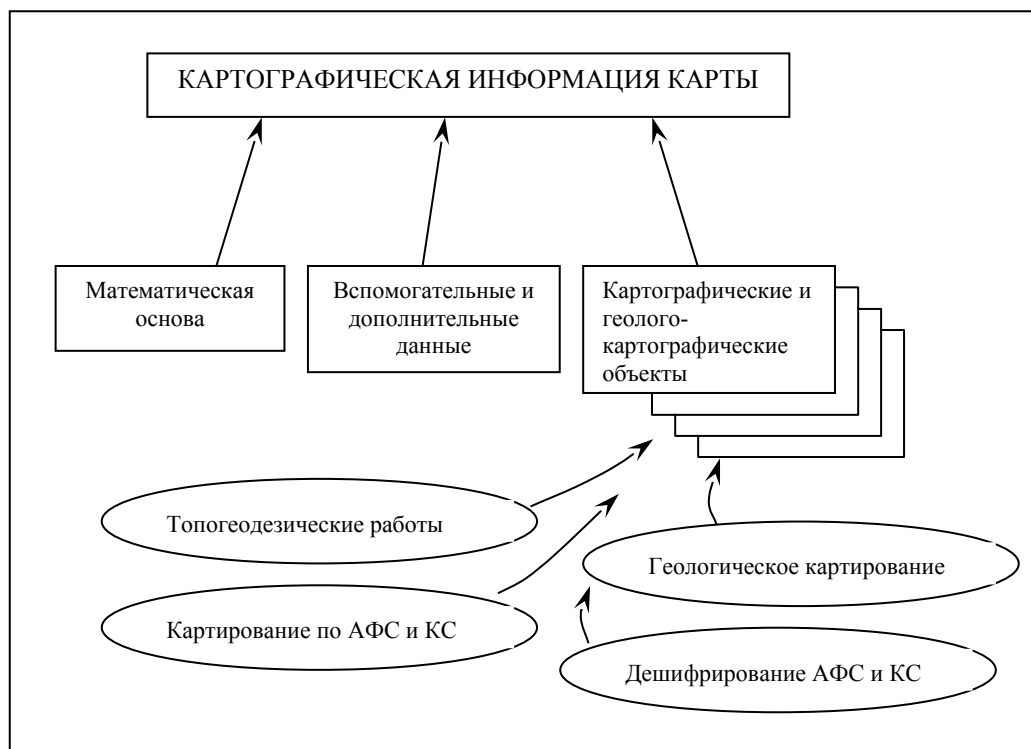 КАРТОГРАФИЧЕСКАЯ ИНФОРМАЦИЯ КАРТЫ
Математическая
основа
Вспомогательные и
дополнительные
данные
Картографические и
геолого-
картографические
объекты
Топогеодезические работы
Геологическое картирование
Картирование по АФС и КС
Дешифрирование АФС и КС